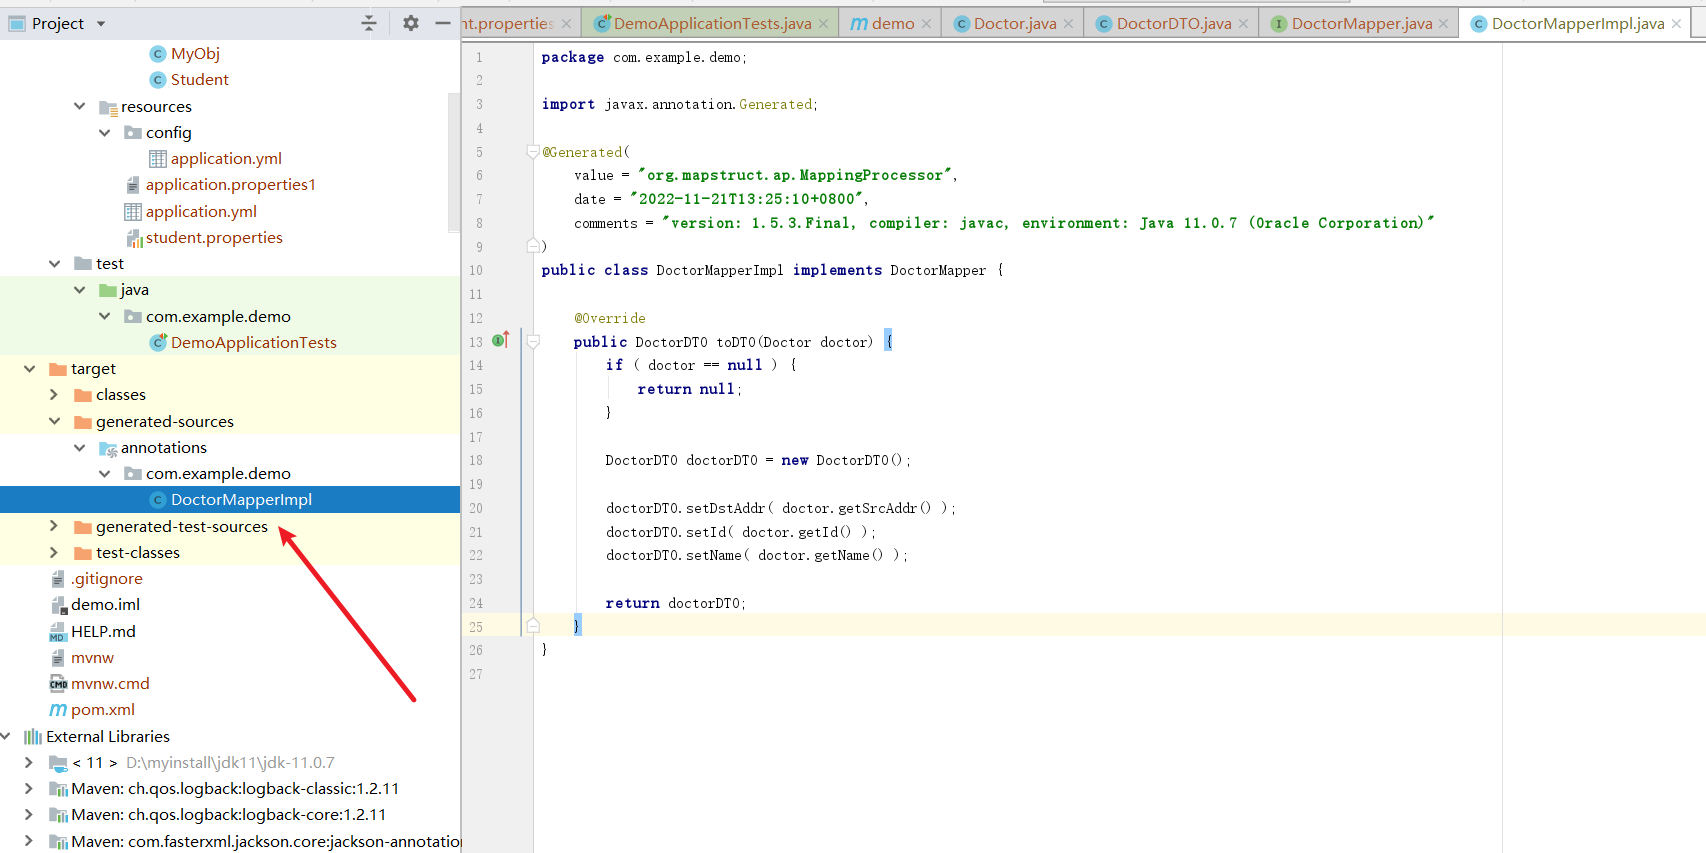 Project
nt.properties
DemoApplicationTests.java
demo
Doctor.java
DoctorDTO.java
DoctorMapper.java
DoctorMapperImpl.java
MyObj
Student
resources
config
application.yml
application.properties1
application.yml
student.properties
test
java
com.example.demo
DemoApplicationTests
target
classes
generated-sources
annotations
com.example.demo
DoctorMapperImpl
generated-test-sources
test-classes
.gitignore
demo.iml
HELP.md
mvnw
mvnw.cmd
pom.xml
External Libraries
< 11 > D:\myinstall\jdk11\jdk-11.0.7
Maven: ch.qos.logback:logback-classic:1.2.11
Maven: ch.qos.logback:logback-core:1.2.11
Maven: com.fasterxml.jackson.core:jackson-annotatio
1 package com.example.demo;
2
3 import javax.annotation.Generated;
4
5 @Generated(
6 value = "org.mapstruct.ap.MappingProcessor",
7 date = "2022-11-21T13:25:10+0800",
8 comments = "version: 1.5.3.Final, compiler: javac, environment: Java 11.0.7 (Oracle Corporation)"
9 )
10 public class DoctorMapperImpl implements DoctorMapper {
11
12 @Override
13 public DoctorDTO toDTO(Doctor doctor) {
14 if ( doctor == null ) {
15 return null;
16 }
17
18 DoctorDTO doctorDTO = new DoctorDTO();
19
20 doctorDTO.setDstAddr( doctor.getSrcAddr() );
21 doctorDTO.setId( doctor.getId() );
22 doctorDTO.setName( doctor.getName() );
23
24 return doctorDTO;
25 }
26 }
27